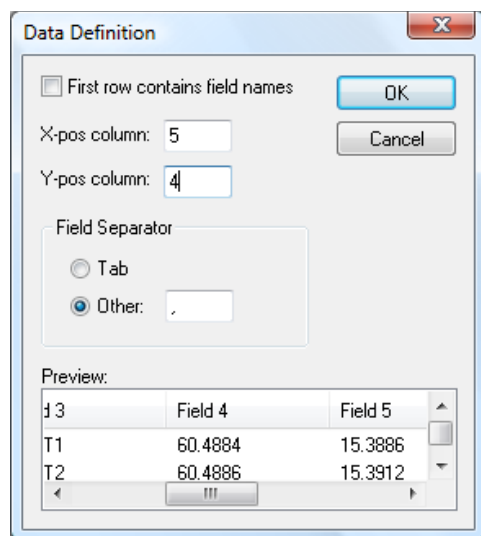 Data Definition
First row contains field names
OK
X-pos column: 5
Cancel
Y-pos column: 4
Field Separator
Tab
Other: ,
Preview:
d 3 Field 4 Field 5
T1 60.4884 15.3886
T2 60.4886 15.3912